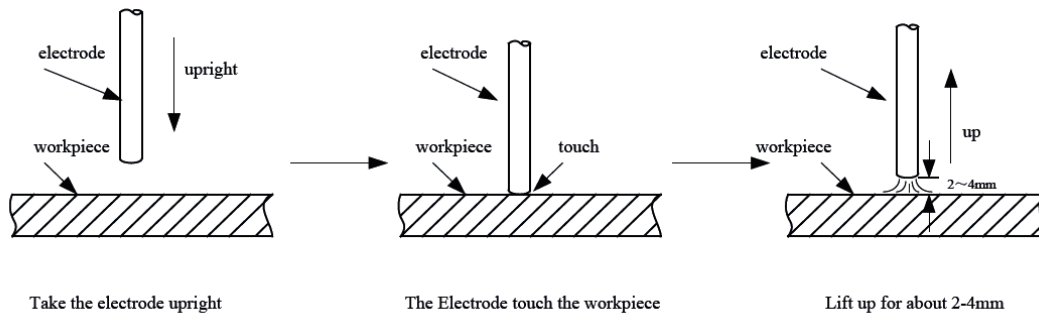 electrode
upright
workpiece
electrode
workpiece
touch
electrode
up
workpiece
2～4mm
Take the electrode upright
The Electrode touch the workpiece
Lift up for about 2-4mm